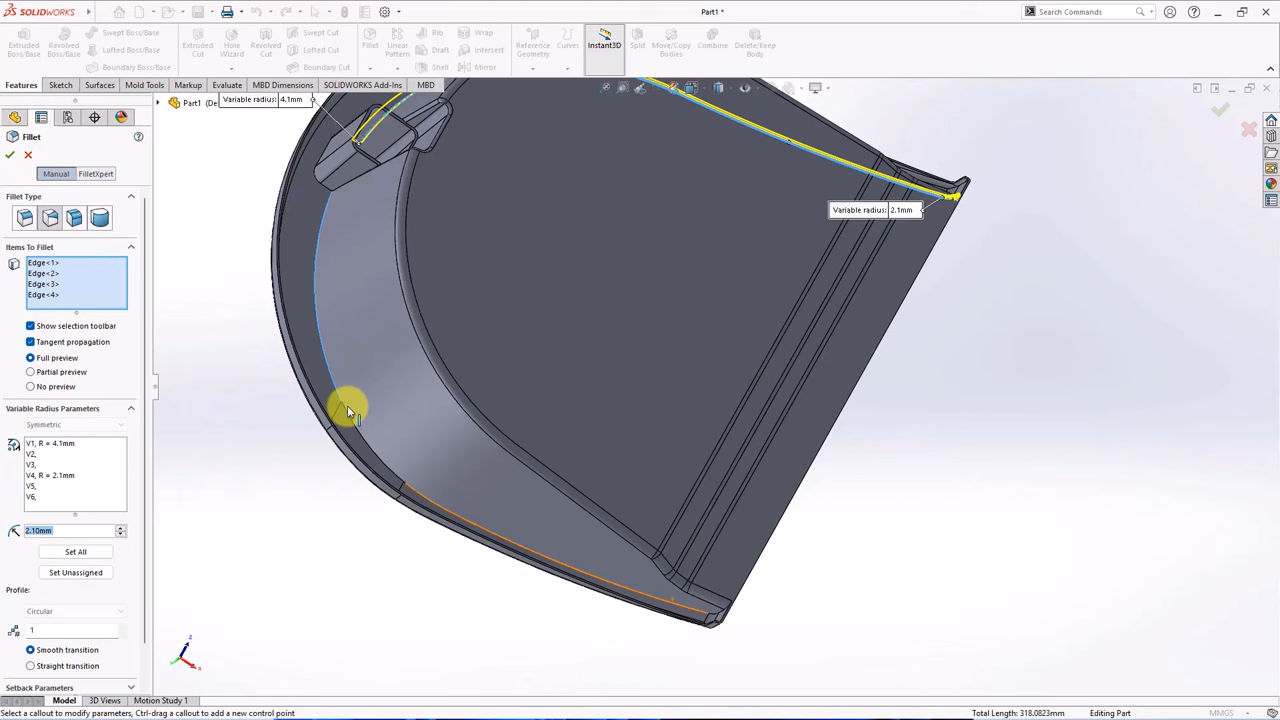 SOLIDWORKS
Part1 *
Search Commands
Extruded Boss/Base
Revolved Boss/Base
Swept Boss/Base
Lofted Boss/Base
Boundary Boss/Base
Extruded Cut
Hole Wizard
Revolved Cut
Swept Cut
Lofted Cut
Boundary Cut
Fillet
Linear Pattern
Rib
Draft
Shell
Wrap
Intersect
Mirror
Reference Geometry
Curves
Instant3D
Split
Move/Copy Bodies
Combine
Delete/Keep Body
Features
Sketch
Surfaces
Mold Tools
Markup
Evaluate
MBD Dimensions
SOLIDWORKS Add-Ins
MBD
Part1 (De
Variable radius: 4.1mm
Variable radius: 2.1mm
Fillet
Manual
FilletXpert
Fillet Type
Items To Fillet
Edge<1>
Edge<2>
Edge<3>
Edge<4>
Show selection toolbar
Tangent propagation
Full preview
Partial preview
No preview
Variable Radius Parameters
Symmetric
V1, R = 4.1mm
V2,
V3,
V4, R = 2.1mm
V5,
V6,
2.10mm
Set All
Set Unassigned
Profile:
Circular
1
Smooth transition
Straight transition
Setback Parameters
z
x
Model
3D Views
Motion Study 1
Select a callout to modify parameters, Ctrl-drag a callout to add a new control point
Total Length: 318.0823mm
Editing Part
MMGS